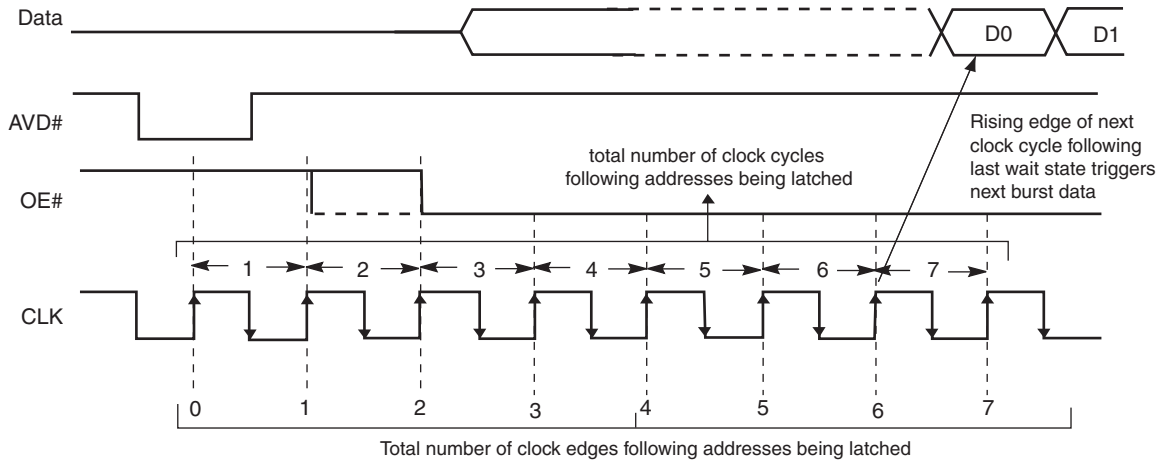 Data
D0
D1
AVD#
Rising edge of next
clock cycle following
last wait state triggers
next burst data
total number of clock cycles
following addresses being latched
OE#
1 2 3 4 5 6 7
CLK
0 1 2 3 4 5 6 7
Total number of clock edges following addresses being latched